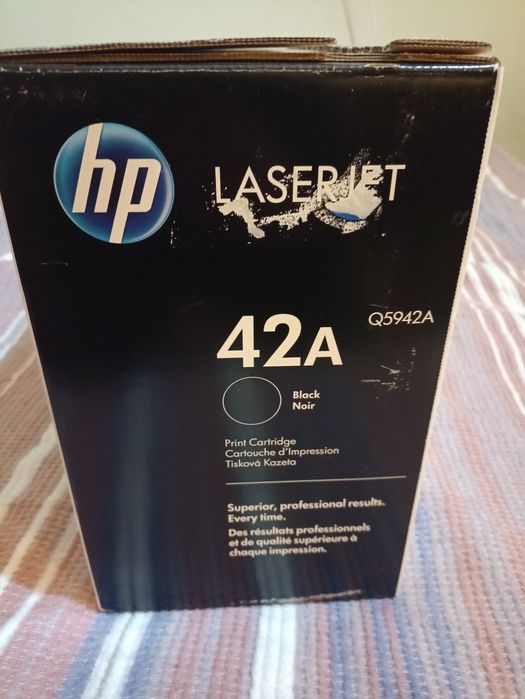 hp LASERJET
42A Q5942A
Black
Noir
Print Cartridge
Cartouche d'Impression
Tisková Kazeta
Superior, professional results.
Every time.
Des résultats professionnels
et de qualité supérieure à
chaque impression.